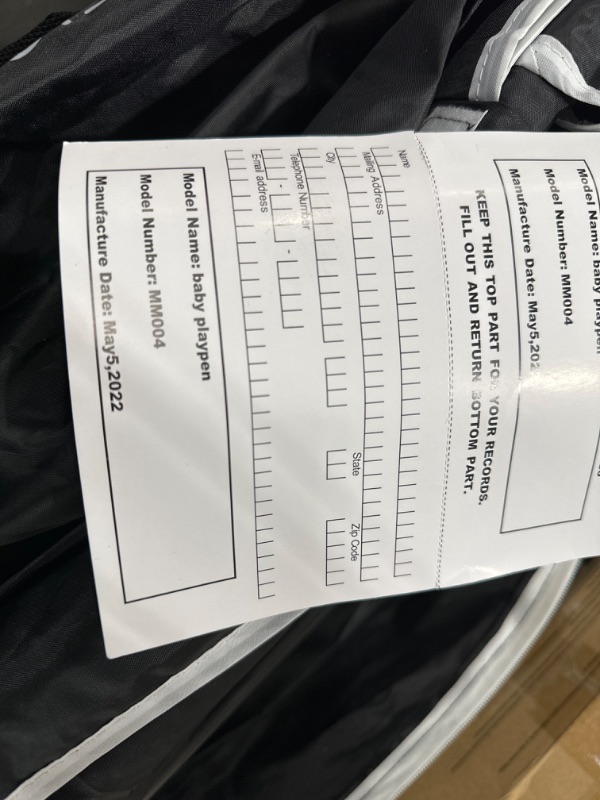 Model Name: baby playpen
Model Number: MM004
Manufacture Date: May5,202
KEEP THIS TOP PART FOR YOUR RECORDS.
FILL OUT AND RETURN BOTTOM PART.
Name
Mailing Address
City State Zip Code
Telephone Number
- -
E-mail address
Model Name: baby playpen
Model Number: MM004
Manufacture Date: May5,2022